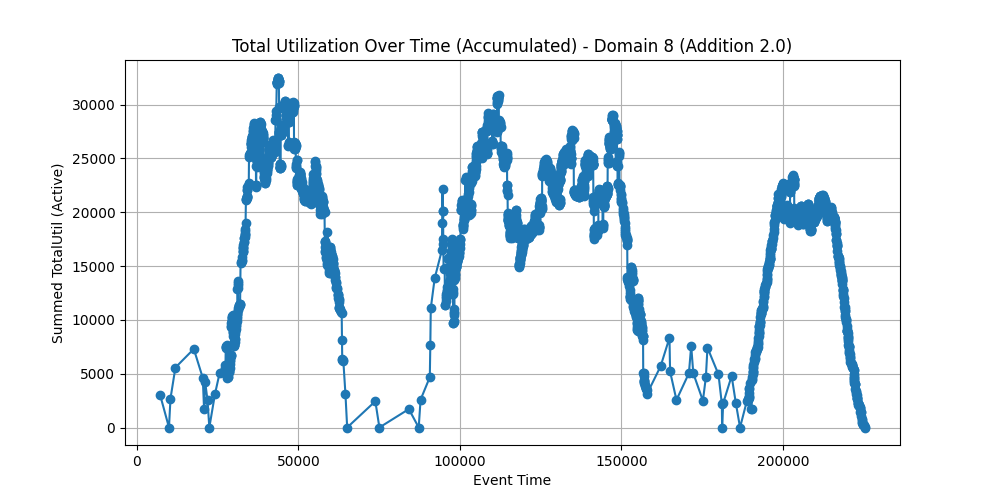 Total Utilization Over Time (Accumulated) - Domain 8 (Addition 2.0)
Summed TotalUtil (Active)
30000
25000
20000
15000
10000
5000
0
0 50000 100000 150000 200000
Event Time